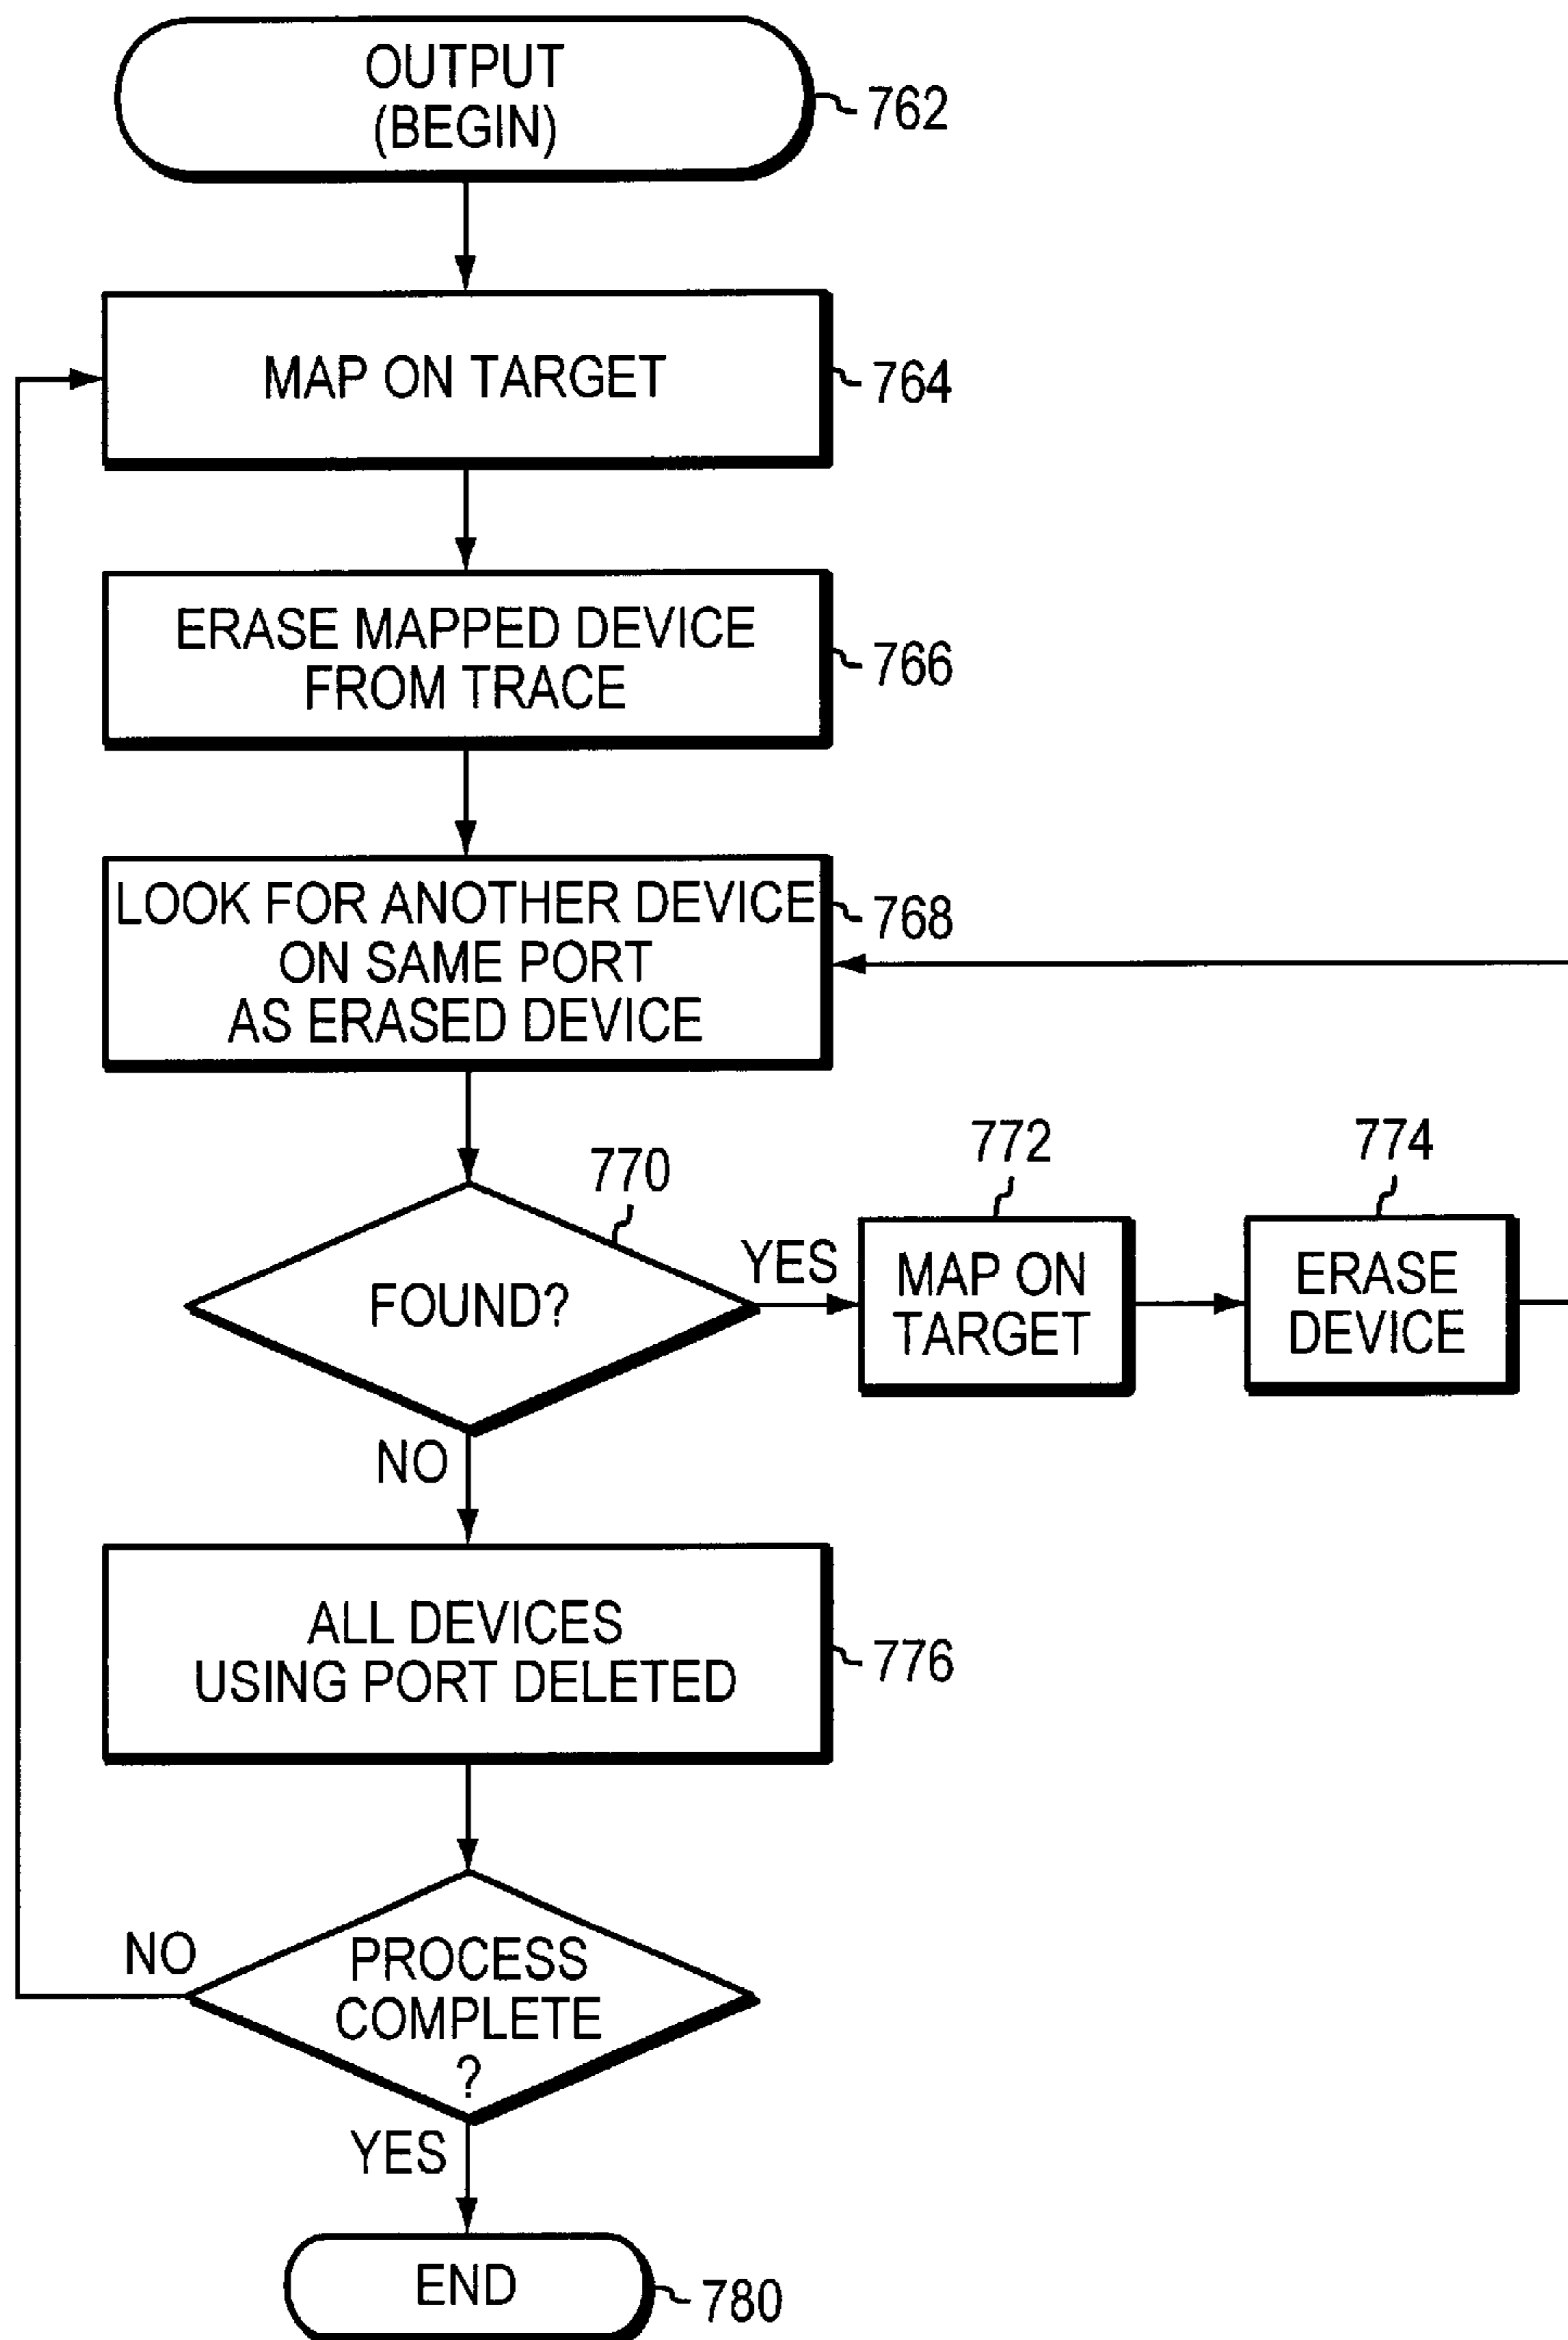 OUTPUT
(BEGIN)
762
MAP ON TARGET
764
ERASE MAPPED DEVICE
FROM TRACE
766
LOOK FOR ANOTHER DEVICE
ON SAME PORT
AS ERASED DEVICE
768
770
FOUND?
YES
772
MAP ON
TARGET
774
ERASE
DEVICE
NO
ALL DEVICES
USING PORT DELETED
776
NO
PROCESS
COMPLETE
?
YES
END
780